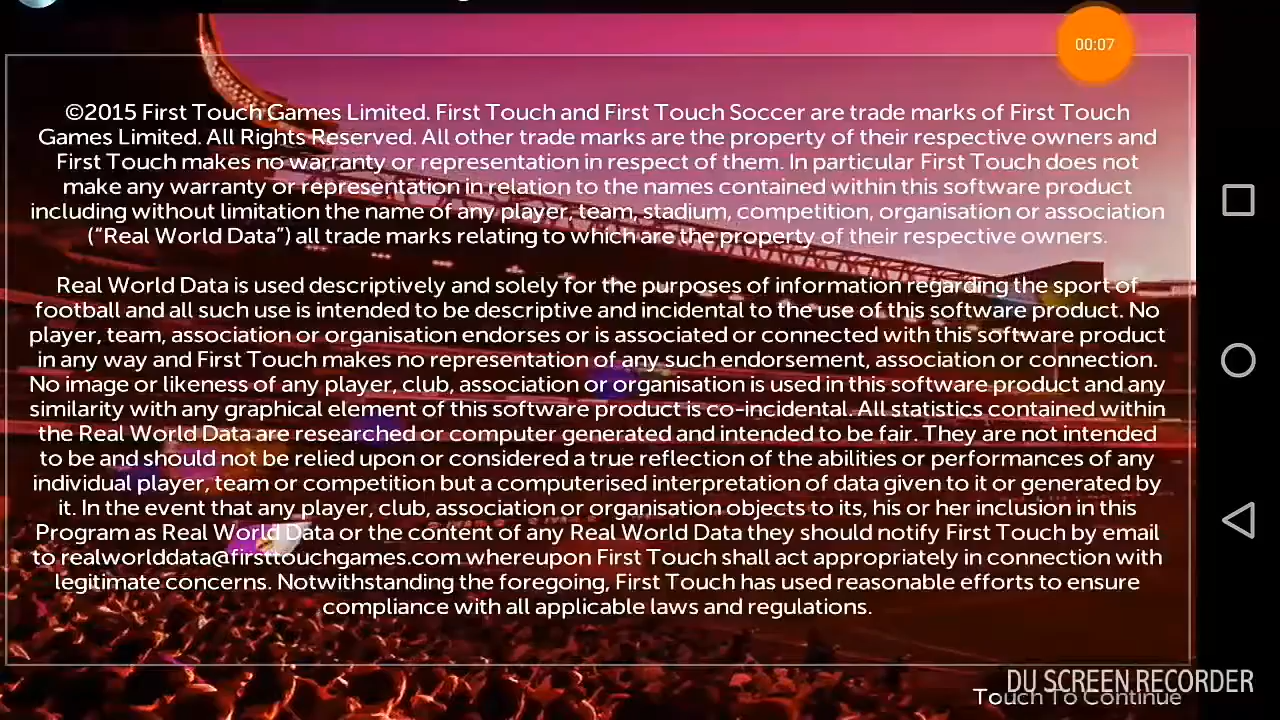 00:07
©2015 First Touch Games Limited. First Touch and First Touch Soccer are trade marks of First Touch
Games Limited. All Rights Reserved. All other trade marks are the property of their respective owners and
First Touch makes no warranty or representation in respect of them. In particular First Touch does not
make any warranty or representation in relation to the names contained within this software product
including without limitation the name of any player, team, stadium, competition, organisation or association
(“Real World Data”) all trade marks relating to which are the property of their respective owners.
Real World Data is used descriptively and solely for the purposes of information regarding the sport of
football and all such use is intended to be descriptive and incidental to the use of this software product. No
player, team, association or organisation endorses or is associated or connected with this software product
in any way and First Touch makes no representation of any such endorsement, association or connection.
No image or likeness of any player, club, association or organisation is used in this software product and any
similarity with any graphical element of this software product is co-incidental. All statistics contained within
the Real World Data are researched or computer generated and intended to be fair. They are not intended
to be and should not be relied upon or considered a true reflection of the abilities or performances of any
individual player, team or competition but a computerised interpretation of data given to it or generated by
it. In the event that any player, club, association or organisation objects to its, his or her inclusion in this
Program as Real World Data or the content of any Real World Data they should notify First Touch by email
to realworlddata@firsttouchgames.com whereupon First Touch shall act appropriately in connection with
legitimate concerns. Notwithstanding the foregoing, First Touch has used reasonable efforts to ensure
compliance with all applicable laws and regulations.
DU SCREEN RECORDER
Touch To Continue